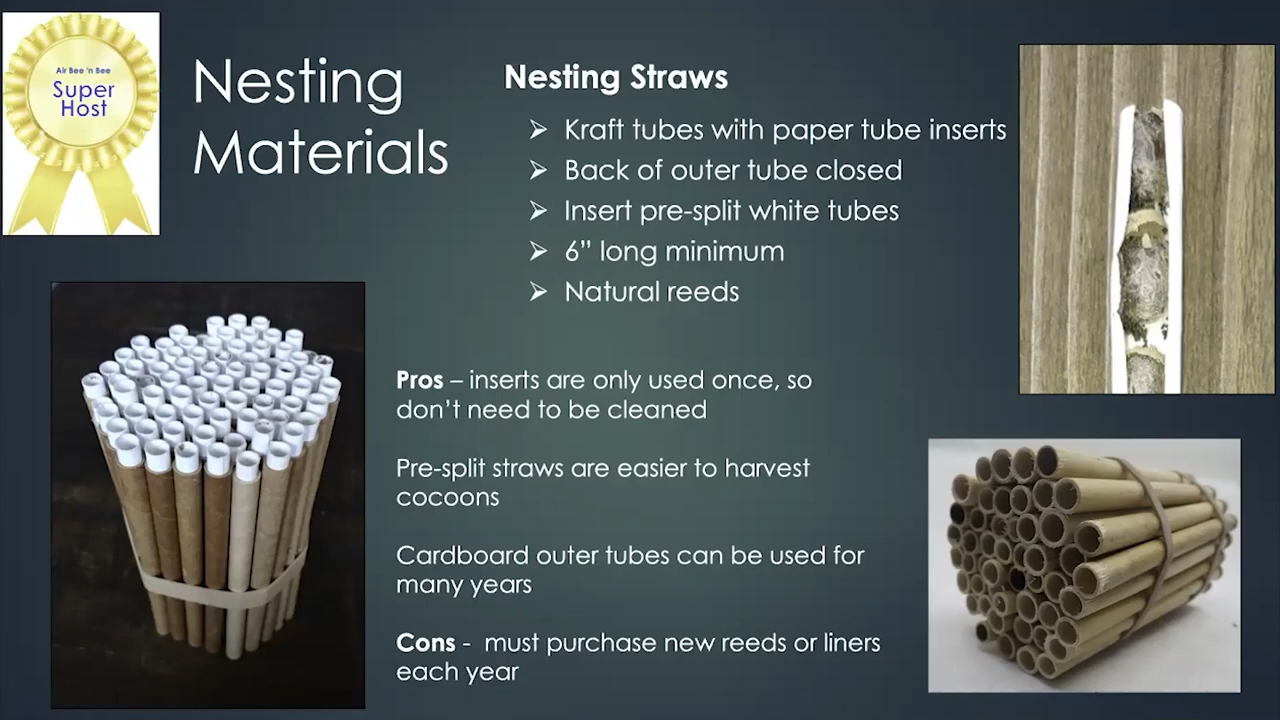 Air Bee 'n Bee
Super
Host
Nesting
Materials
Nesting Straws
Kraft tubes with paper tube inserts
Back of outer tube closed
Insert pre-split white tubes
6” long minimum
Natural reeds
Pros – inserts are only used once, so
don’t need to be cleaned
Pre-split straws are easier to harvest
cocoons
Cardboard outer tubes can be used for
many years
Cons - must purchase new reeds or liners
each year